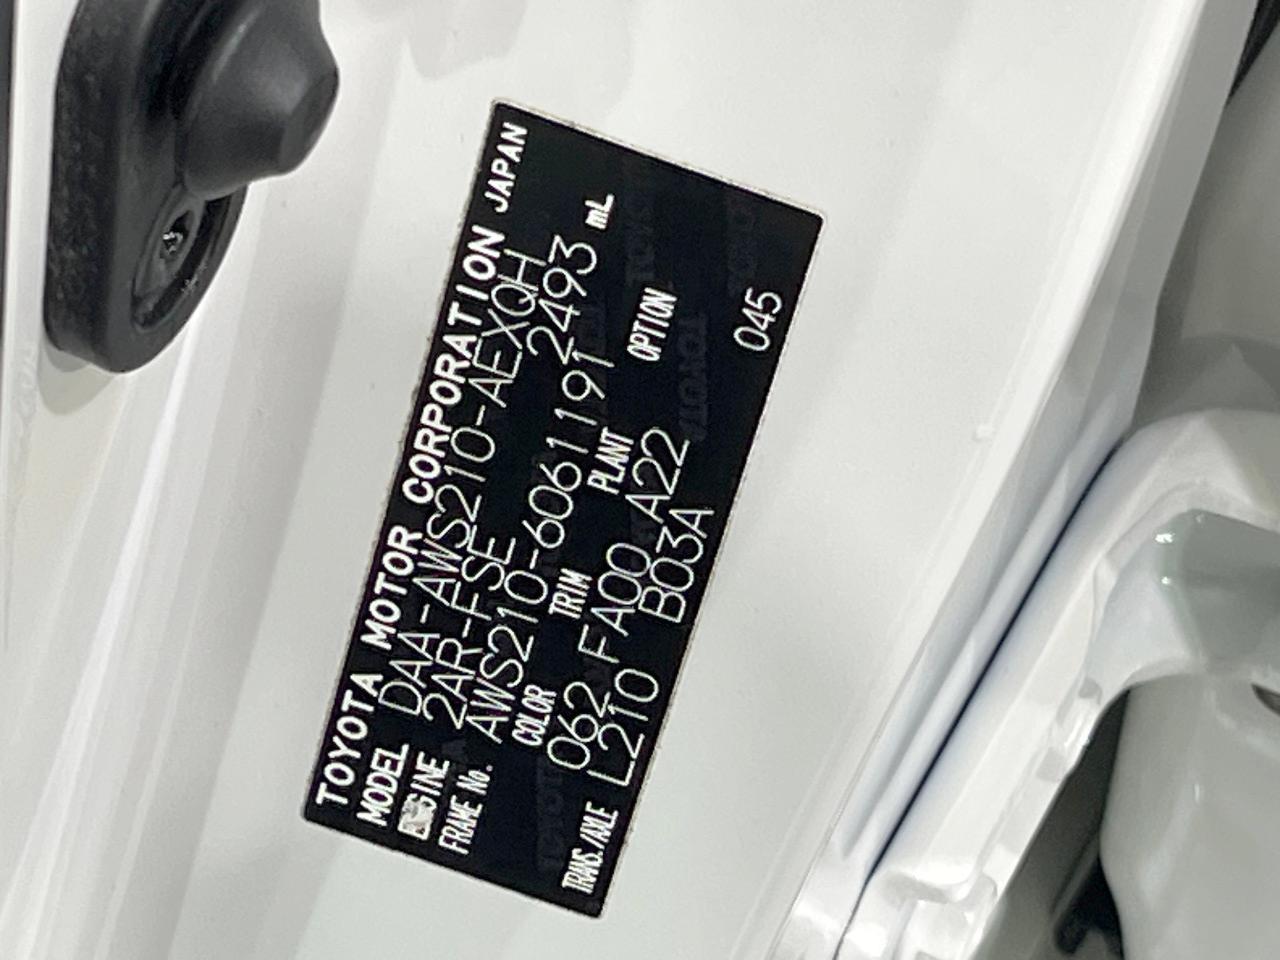 TOYOTA MOTOR CORPORATION JAPAN
MODEL DAA-AWS210-AEXQH
ENGINE 2AR-FSE 2493 mL
FRAME No. AWS210-6061191
COLOR TRIM PLANT OPTION
062 FA00 A22
TRANS./AXLE L210 B03A 045